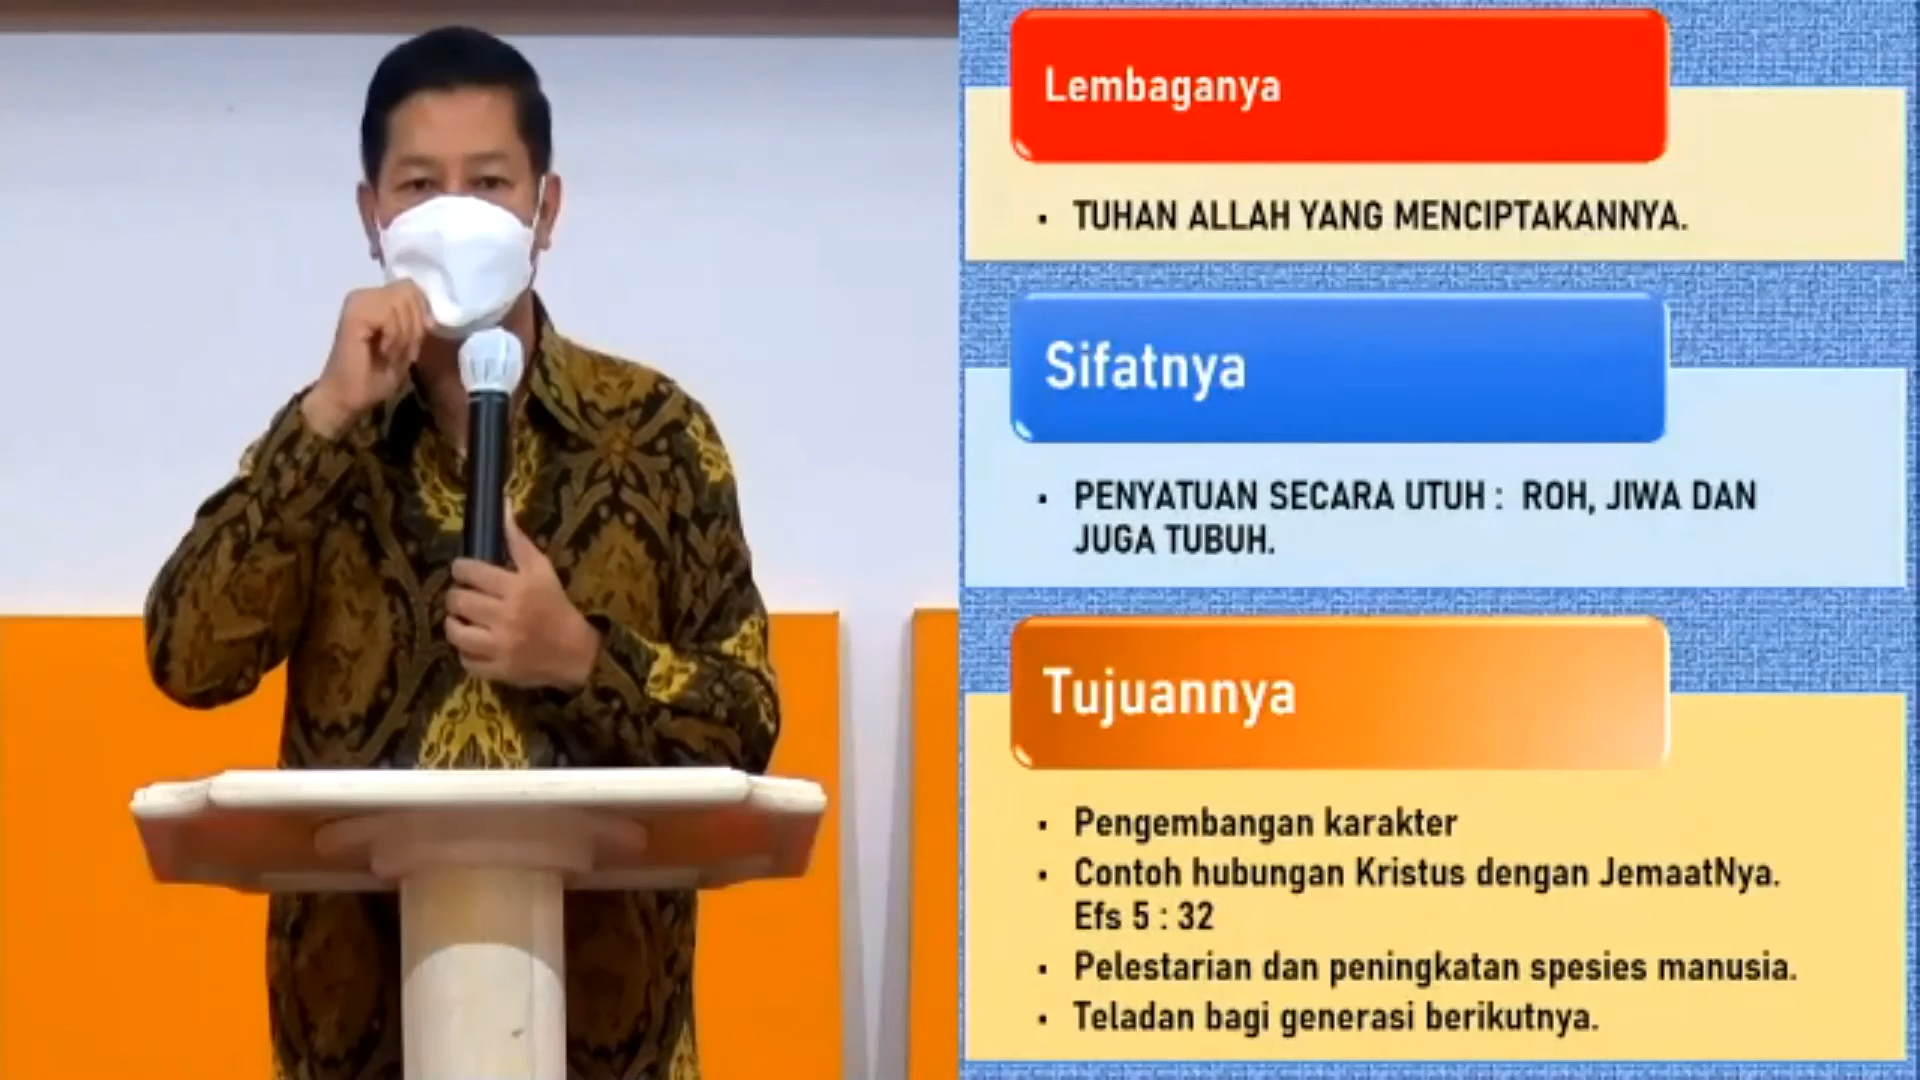 Lembaganya
• TUHAN ALLAH YANG MENCIPTAKANNYA.
Sifatnya
• PENYATUAN SECARA UTUH : ROH, JIWA DAN
JUGA TUBUH.
Tujuannya
• Pengembangan karakter
• Contoh hubungan Kristus dengan JemaatNya.
Efs 5 : 32
• Pelestarian dan peningkatan spesies manusia.
• Teladan bagi generasi berikutnya.